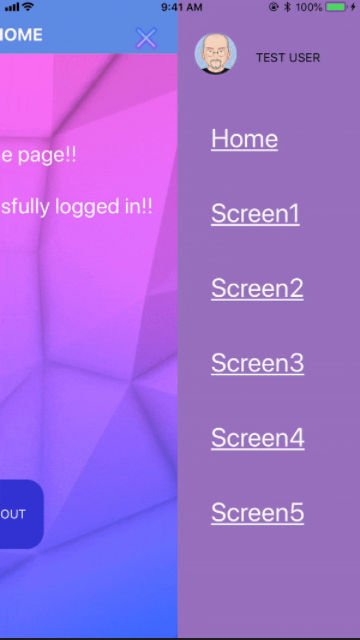 9:41 AM
100%
HOME
TEST USER
Home
e page!!
sfully logged in!!
Screen1
Screen2
Screen3
Screen4
OUT
Screen5